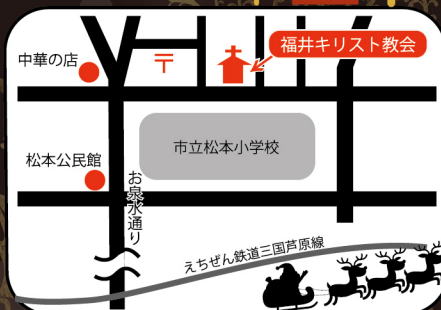 中華の店
〒
福井キリスト教会
市立松本小学校
松本公民館
お泉水通り
えちぜん鉄道三国芦原線